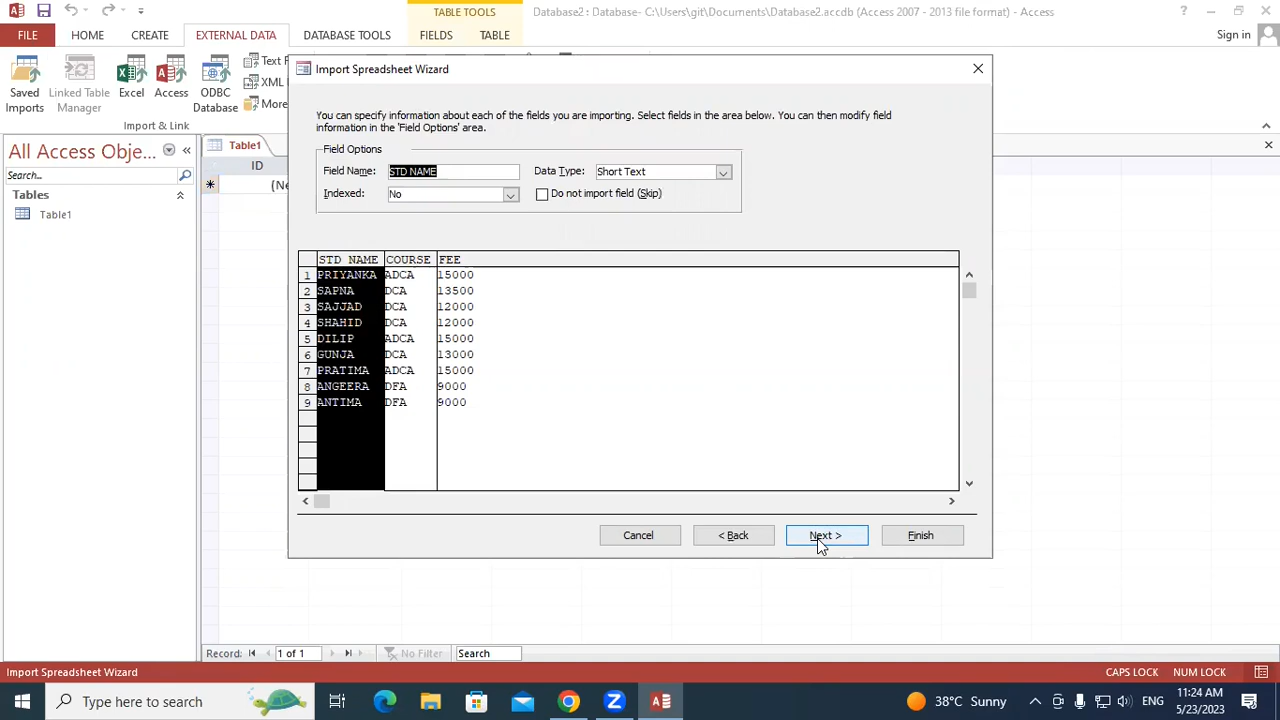 TABLE TOOLS
Database2 : Database- C:\Users\git\Documents\Database2.accdb (Access 2007 - 2013 file format) - Access
?
FILE HOME CREATE EXTERNAL DATA DATABASE TOOLS FIELDS TABLE
Sign in
Saved Imports
Linked Table Manager
Excel
Access
ODBC Database
Text F
XML
More
Import & Link
All Access Obje...
Search...
Tables
Table1
Table1
ID
(Ne
Import Spreadsheet Wizard
You can specify information about each of the fields you are importing. Select fields in the area below. You can then modify field
information in the 'Field Options' area.
Field Options
Field Name: STD NAME Data Type: Short Text
Indexed: No Do not import field (Skip)
STD NAME COURSE FEE
1 PRIYANKA ADCA 15000
2 SAPNA DCA 13500
3 SAJJAD DCA 12000
4 SHAHID DCA 12000
5 DILIP ADCA 15000
6 GUNJA DCA 13000
7 PRATIMA ADCA 15000
8 ANGEERA DFA 9000
9 ANTIMA DFA 9000
Cancel < Back Next > Finish
Record: 1 of 1 No Filter Search
Import Spreadsheet Wizard CAPS LOCK NUM LOCK
Type here to search
38°C Sunny
ENG
11:24 AM
5/23/2023